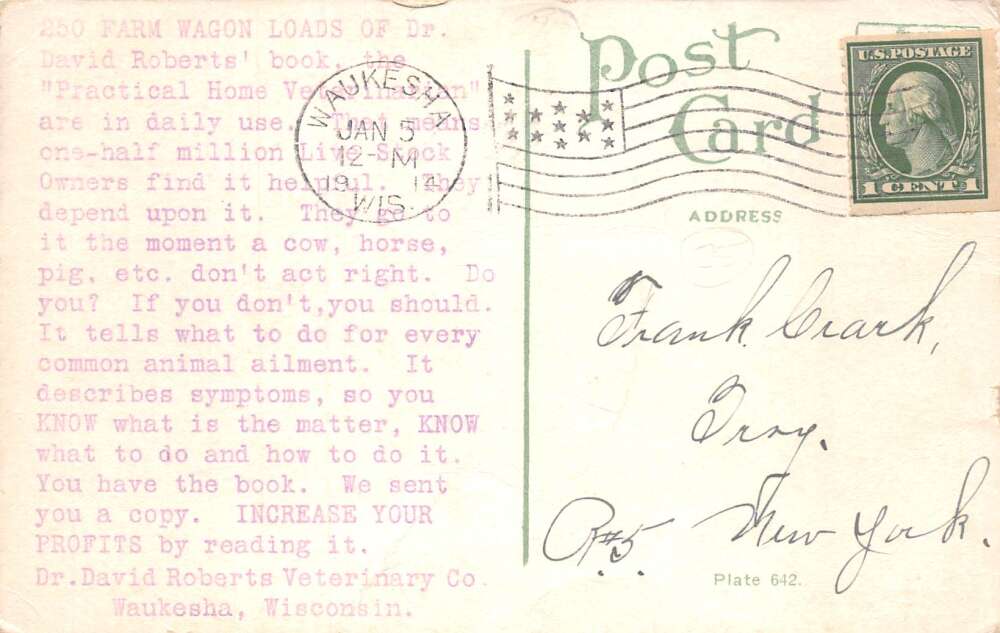 250 FARM WAGON LOADS OF Dr.
David Roberts' book, the
"Practical Home Veterinarian"
are in daily use. That means
one-half million Live Stock
Owners find it helpful. They
depend upon it. They go to
it the moment a cow, horse,
pig, etc. don't act right. Do
you? If you don't,you should.
It tells what to do for every
common animal ailment. It
describes symptoms, so you
KNOW what is the matter, KNOW
what to do and how to do it.
You have the book. We sent
you a copy. INCREASE YOUR
PROFITS by reading it.
Dr.David Roberts Veterinary Co.
Waukesha, Wisconsin.
WAUKESHA
JAN 5
12-M
1914
WIS.
Post
Card
U.S. POSTAGE
1 CENT 1
ADDRESS
Frank
Troy.
R.#5. New York.
Plate 642.